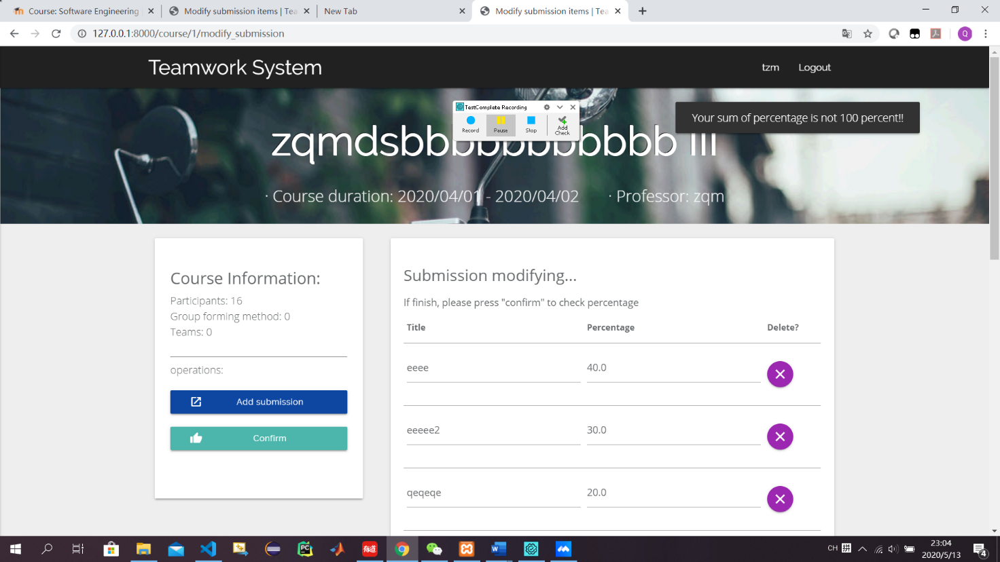 Course: Software Engineering
Modify submission items | Tea
New Tab
Modify submission items | Tea
127.0.0.1:8000/course/1/modify_submission
Q
Teamwork System
tzm
Logout
TestComplete Recording
Record
Pause
Stop
Add
Check
Your sum of percentage is not 100 percent!!
zqmdsbbbbbbbbbbbb III
· Course duration: 2020/04/01 - 2020/04/02
· Professor: zqm
Course Information:
Participants: 16
Group forming method: 0
Teams: 0
operations:
Add submission
Confirm
Submission modifying...
If finish, please press "confirm" to check percentage
Title
Percentage
Delete?
eeee
40.0
eeeee2
30.0
qeqeqe
20.0
CH
拼
23:04
2020/5/13
4